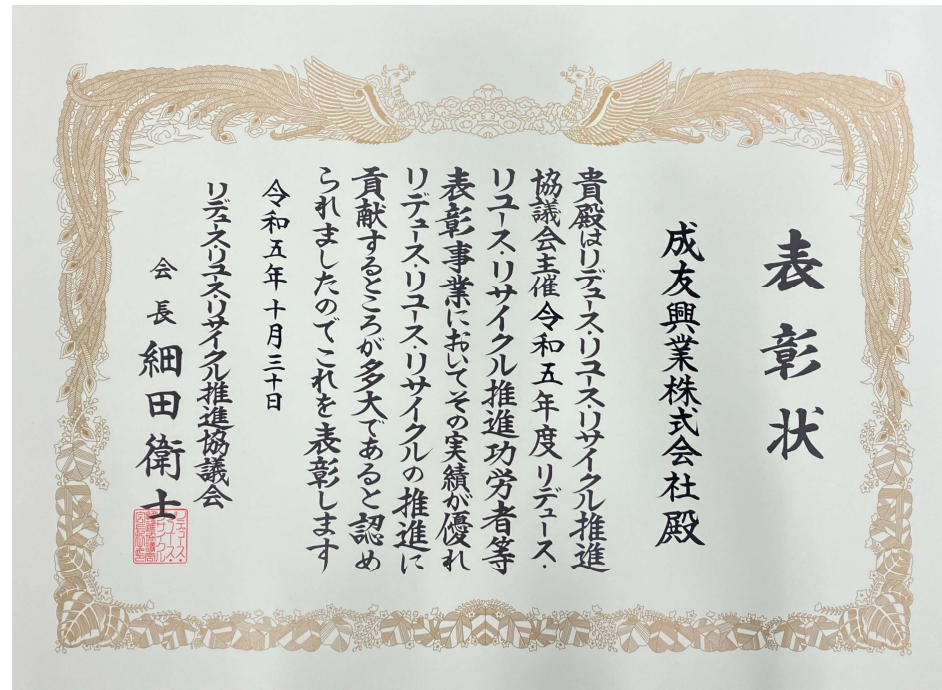 表彰状
成友興業株式会社殿
貴殿はリデュース・リユース・リサイクル推進
協議会主催令和五年度リデュース・
リユース・リサイクル推進功労者等
表彰事業においてその実績が優れ
リデュース・リユース・リサイクルの推進に
貢献するところが多大であると認め
られましたのでこれを表彰します
令和五年十月三十日
リデュース・リユース・リサイクル推進協議会
会長 細田衛士